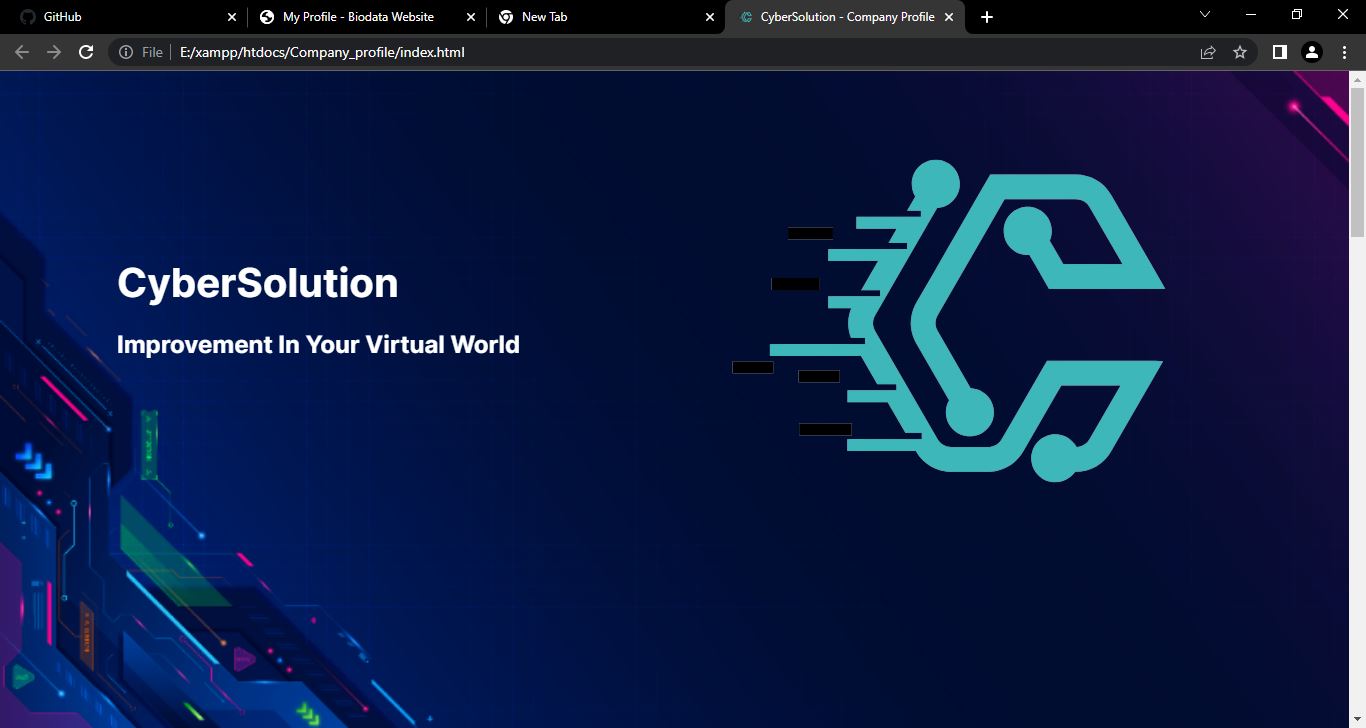 GitHub
My Profile - Biodata Website
New Tab
CyberSolution - Company Profile
File
E:/xampp/htdocs/Company_profile/index.html
CyberSolution
Improvement In Your Virtual World